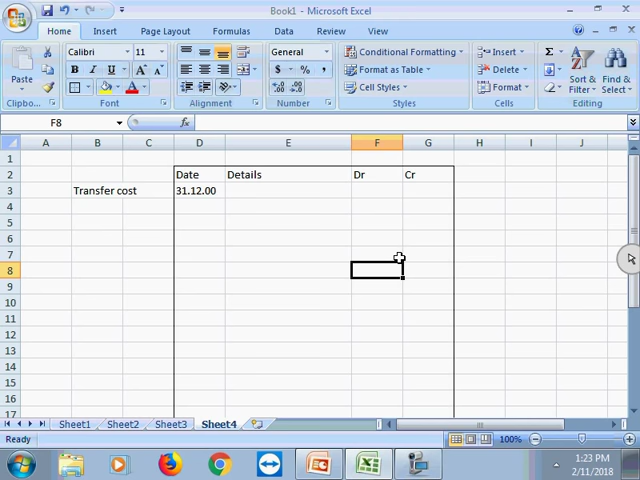 Book1 - Microsoft Excel
Home Insert Page Layout Formulas Data Review View
Paste
Calibri 11
B I U A A
General
$ % ,
Conditional Formatting
Format as Table
Cell Styles
Insert
Delete
Format
Σ
Sort & Filter
Find & Select
Clipbo... Font Alignment Number Styles Cells Editing
F8 fx
A B C D E F G H I J
1
2 Date Details Dr Cr
3 Transfer cost 31.12.00
4
5
6
7
8
9
10
11
12
13
14
15
16
17
Sheet1 Sheet2 Sheet3 Sheet4
Ready 100%
1:23 PM
2/11/2018